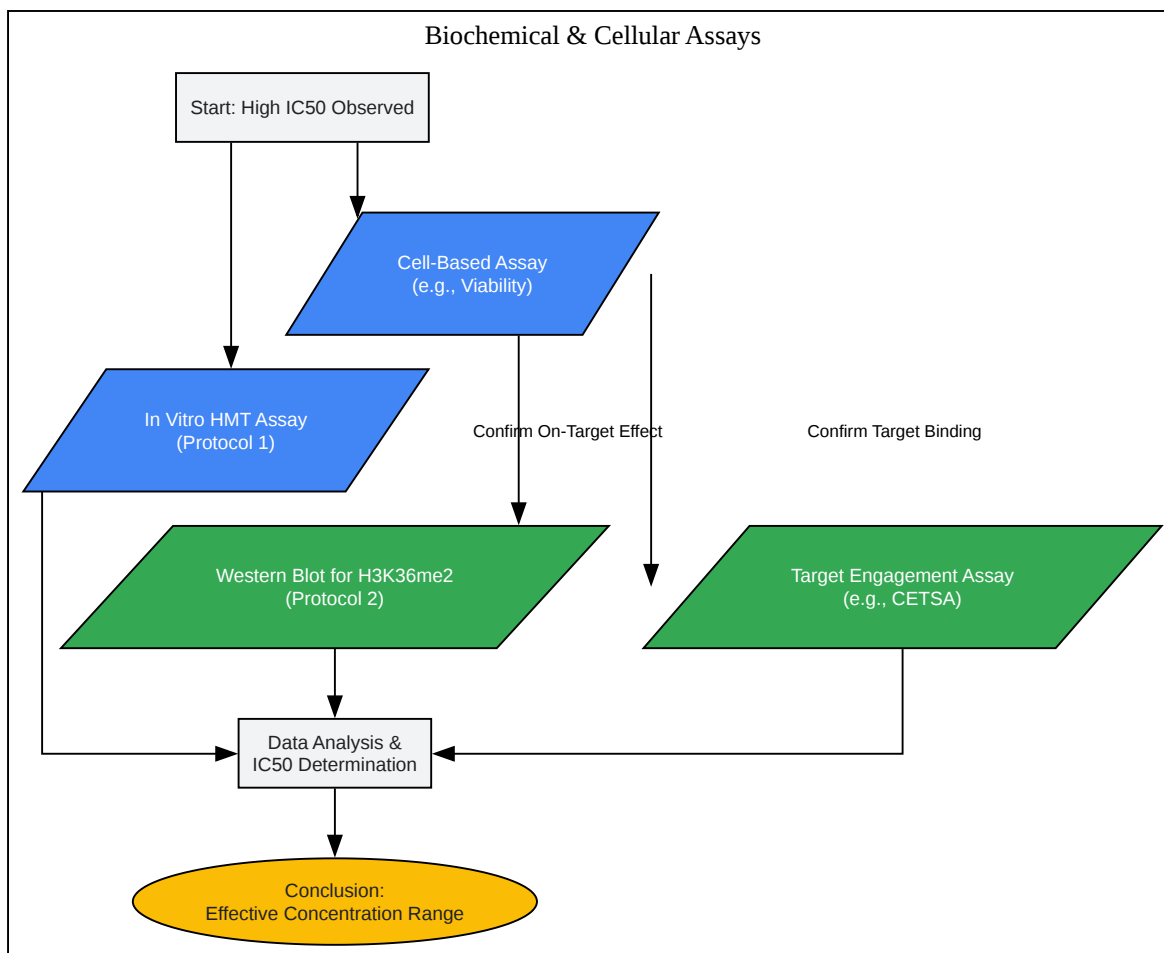 Biochemical & Cellular Assays
Start: High IC50 Observed
Cell-Based Assay
(e.g., Viability)
In Vitro HMT Assay
(Protocol 1)
Confirm On-Target Effect
Confirm Target Binding
Western Blot for H3K36me2
(Protocol 2)
Target Engagement Assay
(e.g., CETSA)
Data Analysis &
IC50 Determination
Conclusion:
Effective Concentration Range